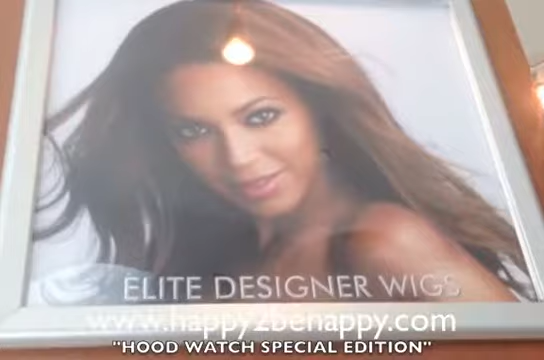 ELITE DESIGNER WIGS
www.happy2benappy.com
"HOOD WATCH SPECIAL EDITION"